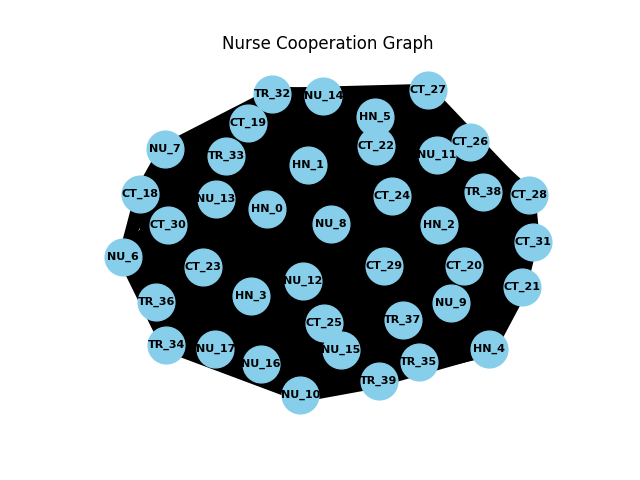 Nurse Cooperation Graph
TR_32
NU_14
CT_27
CT_19
HN_5
NU_7
TR_33
CT_22
NU_11
CT_26
HN_1
CT_18
NU_13
HN_0
CT_24
TR_38
CT_28
CT_30
NU_8
HN_2
NU_6
CT_31
CT_23
CT_29
CT_20
HN_3
NU_12
CT_21
TR_36
NU_9
CT_25
TR_37
TR_34
NU_17
NU_15
HN_4
NU_16
TR_35
TR_39
NU_10